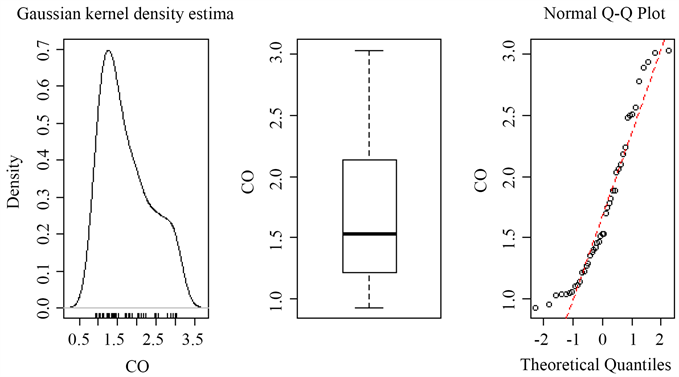 Gaussian kernel density estima
Density
0.0 0.1 0.2 0.3 0.4 0.5 0.6 0.7
0.5 1.5 2.5 3.5
CO
CO
1.0 1.5 2.0 2.5 3.0
Normal Q-Q Plot
CO
1.0 1.5 2.0 2.5 3.0
-2 -1 0 1 2
Theoretical Quantiles